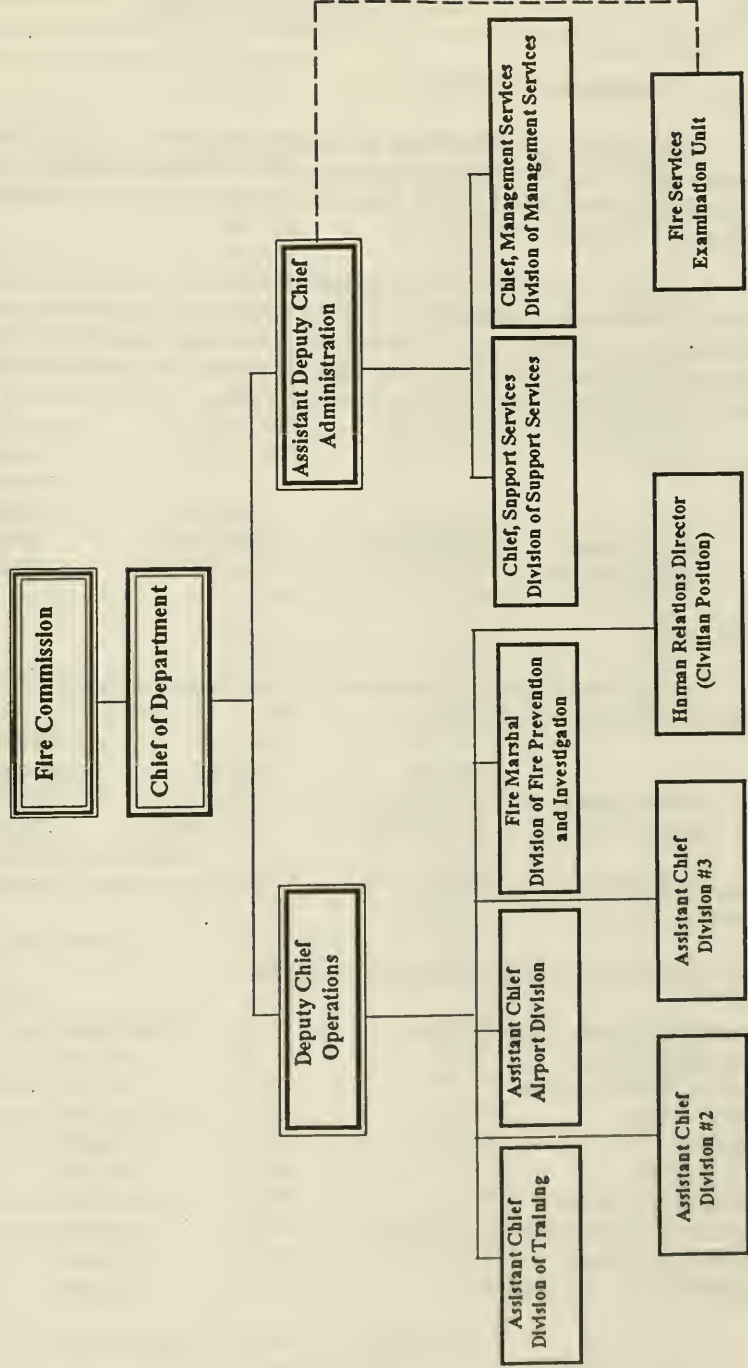 Fire Commission
Chief of Department
Deputy Chief
Operations
Assistant Deputy Chief
Administration
Assistant Chief
Division of Training
Assistant Chief
Airport Division
Fire Marshal
Division of Fire Prevention
and Investigation
Chief, Support Services
Division of Support Services
Chief, Management Services
Division of Management Services
Assistant Chief
Division #2
Assistant Chief
Division #3
Human Relations Director
(Civilian Position)
Fire Services
Examination Unit